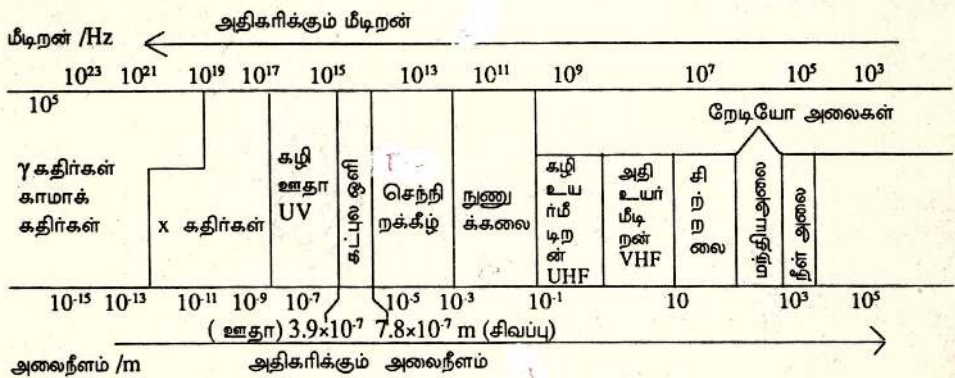 அதிகரிக்கும் மீடிறன்
மீடிறன் /Hz
10²³ 10²¹ 10¹⁹ 10¹⁷ 10¹⁵ 10¹³ 10¹¹ 10⁹ 10⁷ 10⁵ 10³
10⁵
றேடியோ அலைகள்
γ கதிர்கள்
காமாக்
கதிர்கள்
x கதிர்கள்
கழி
ஊதா
UV
கட்புல ஒளி
செந்நி
றக்கீழ்
நுணு
க்கலை
கழி
உய
ர்மீ
டிற
ன்
UHF
அதி
உயர்
மீடி
றன்
VHF
சி
ற்
ற
லை
மந்தியஅலை
நீள் அலை
10⁻¹⁵ 10⁻¹³ 10⁻¹¹ 10⁻⁹ 10⁻⁷ 10⁻⁵ 10⁻³ 10⁻¹ 10 10³ 10⁵
( ஊதா) 3.9×10⁻⁷ 7.8×10⁻⁷ m (சிவப்பு)
அலைநீளம் /m
அதிகரிக்கும் அலைநீளம்